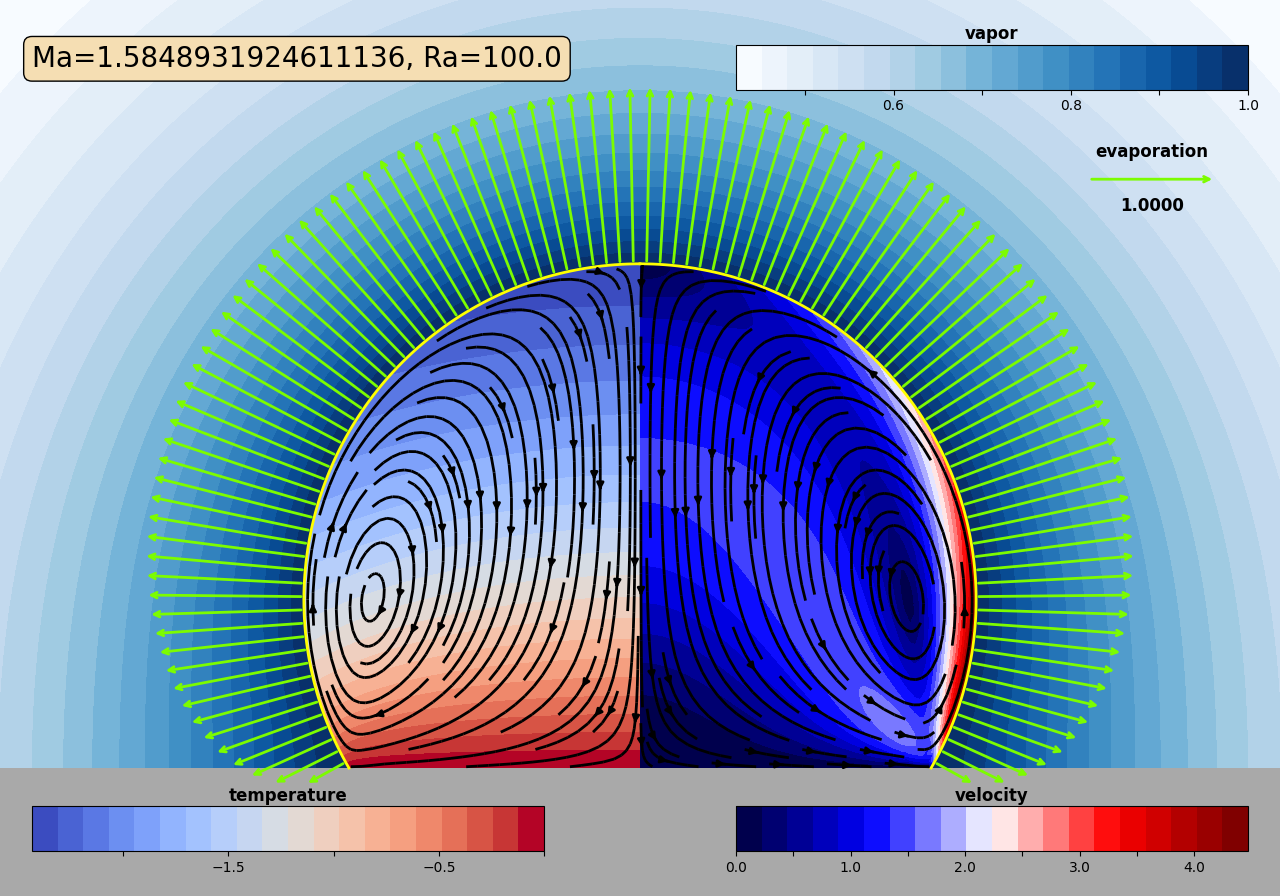 Ma=1.5848931924611136, Ra=100.0
vapor
0.6 0.8 1.0
evaporation
1.0000
temperature
−1.5 −0.5
velocity
0.0 1.0 2.0 3.0 4.0